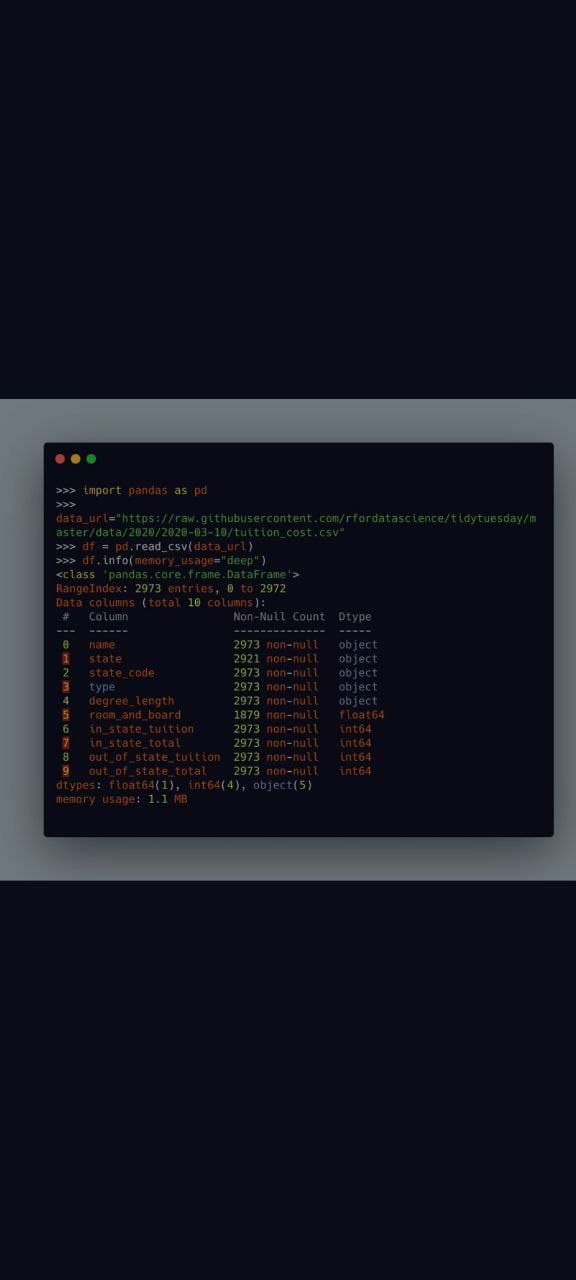 >>> import pandas as pd
>>>
data_url="https://raw.githubusercontent.com/rfordatascience/tidytuesday/m
aster/data/2020/2020-03-10/tuition_cost.csv"
>>> df = pd.read_csv(data_url)
>>> df.info(memory_usage="deep")
<class 'pandas.core.frame.DataFrame'>
RangeIndex: 2973 entries, 0 to 2972
Data columns (total 10 columns):
 #   Column                Non-Null Count  Dtype
---  ------                --------------  -----
 0   name                  2973 non-null   object
 1   state                 2921 non-null   object
 2   state_code            2973 non-null   object
 3   type                  2973 non-null   object
 4   degree_length         2973 non-null   object
 5   room_and_board        1879 non-null   float64
 6   in_state_tuition      2973 non-null   int64
 7   in_state_total        2973 non-null   int64
 8   out_of_state_tuition  2973 non-null   int64
 9   out_of_state_total    2973 non-null   int64
dtypes: float64(1), int64(4), object(5)
memory usage: 1.1 MB